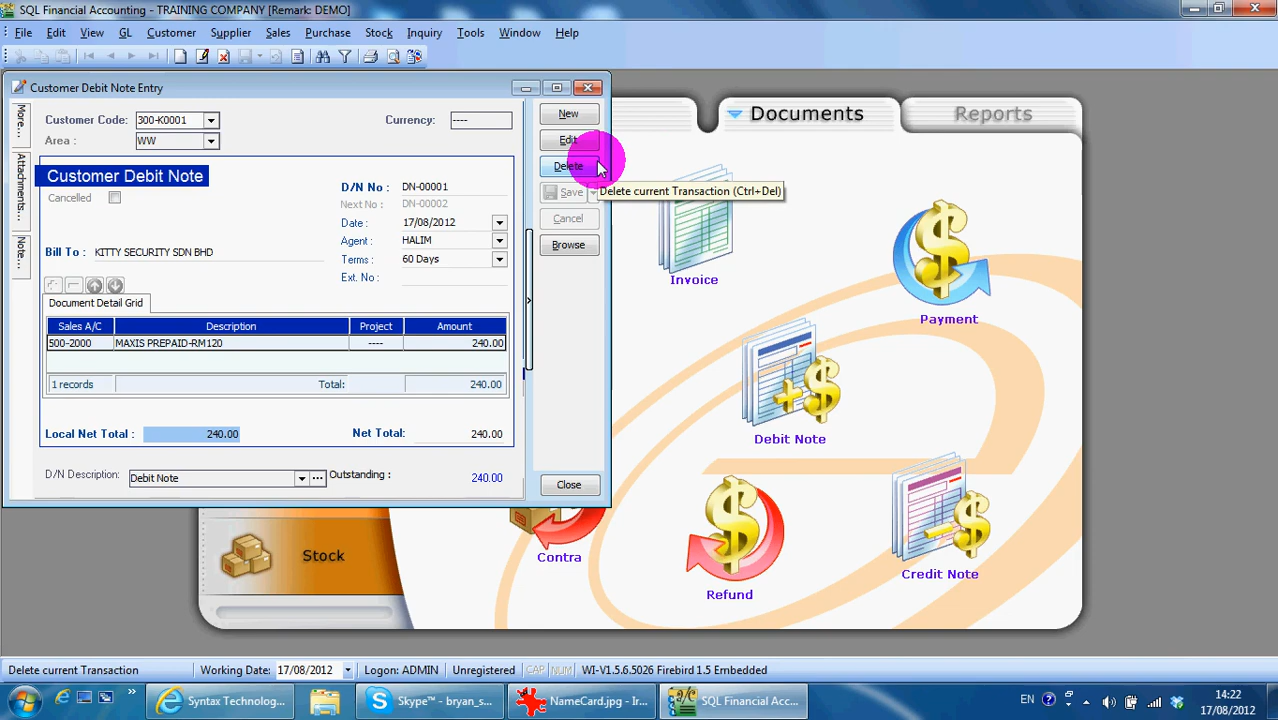 SQL Financial Accounting - TRAINING COMPANY [Remark: DEMO]
File Edit View GL Customer Supplier Sales Purchase Stock Inquiry Tools Window Help
Customer Debit Note Entry
More...
Attachments...
Note...
Customer Code: 300-K0001
Currency: ----
Area : WW
Customer Debit Note
Cancelled
D/N No : DN-00001
Next No : DN-00002
Date : 17/08/2012
Agent : HALIM
Bill To : KITTY SECURITY SDN BHD
Terms : 60 Days
Ext. No :
Document Detail Grid
Sales A/C Description Project Amount
500-2000 MAXIS PREPAID-RM120 ---- 240.00
1 records Total: 240.00
Local Net Total : 240.00 Net Total: 240.00
D/N Description: Debit Note Outstanding : 240.00
New
Edit
Delete
Save
Cancel
Browse
Close
Delete current Transaction (Ctrl+Del)
Documents
Reports
Invoice
Payment
Debit Note
Contra
Refund
Credit Note
Stock
Delete current Transaction Working Date: 17/08/2012 Logon: ADMIN Unregistered CAP NUM WI-V1.5.6.5026 Firebird 1.5 Embedded
Syntax Technolog... Skype™ - bryan_s... NameCard.jpg - Ir... SQL Financial Acc... EN 14:22
17/08/2012